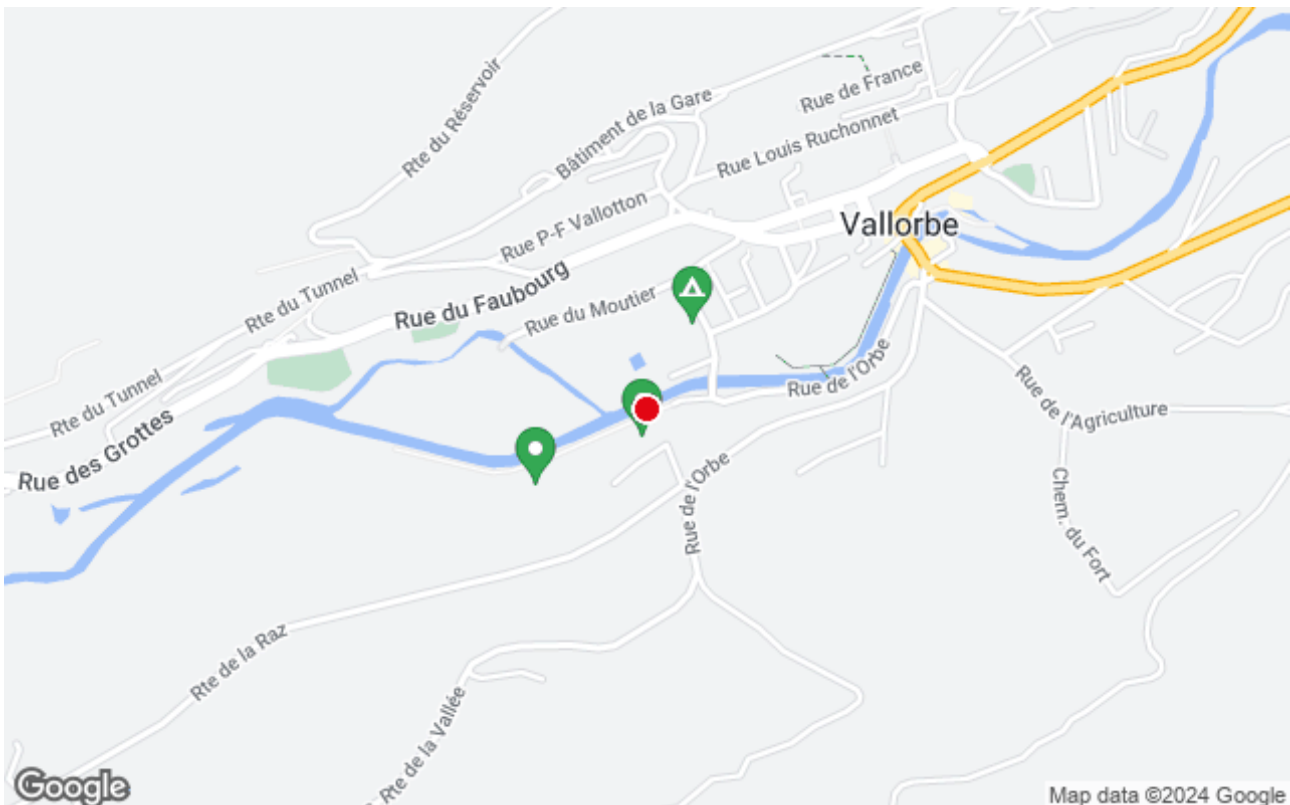 Rte du Réservoir
Bâtiment de la Gare
Rue de France
Rue Louis Ruchonnet
Rue P-F Vallotton
Vallorbe
Rte du Tunnel
Rue du Faubourg
Rue du Moutier
Rte du Tunnel
Rue des Grottes
Rue de l'Orbe
Rue de l'Agriculture
Rue de l'Orbe
Chem. du Fort
Rte de la Raz
Rte de la Vallée
Google
Map data ©2024 Google